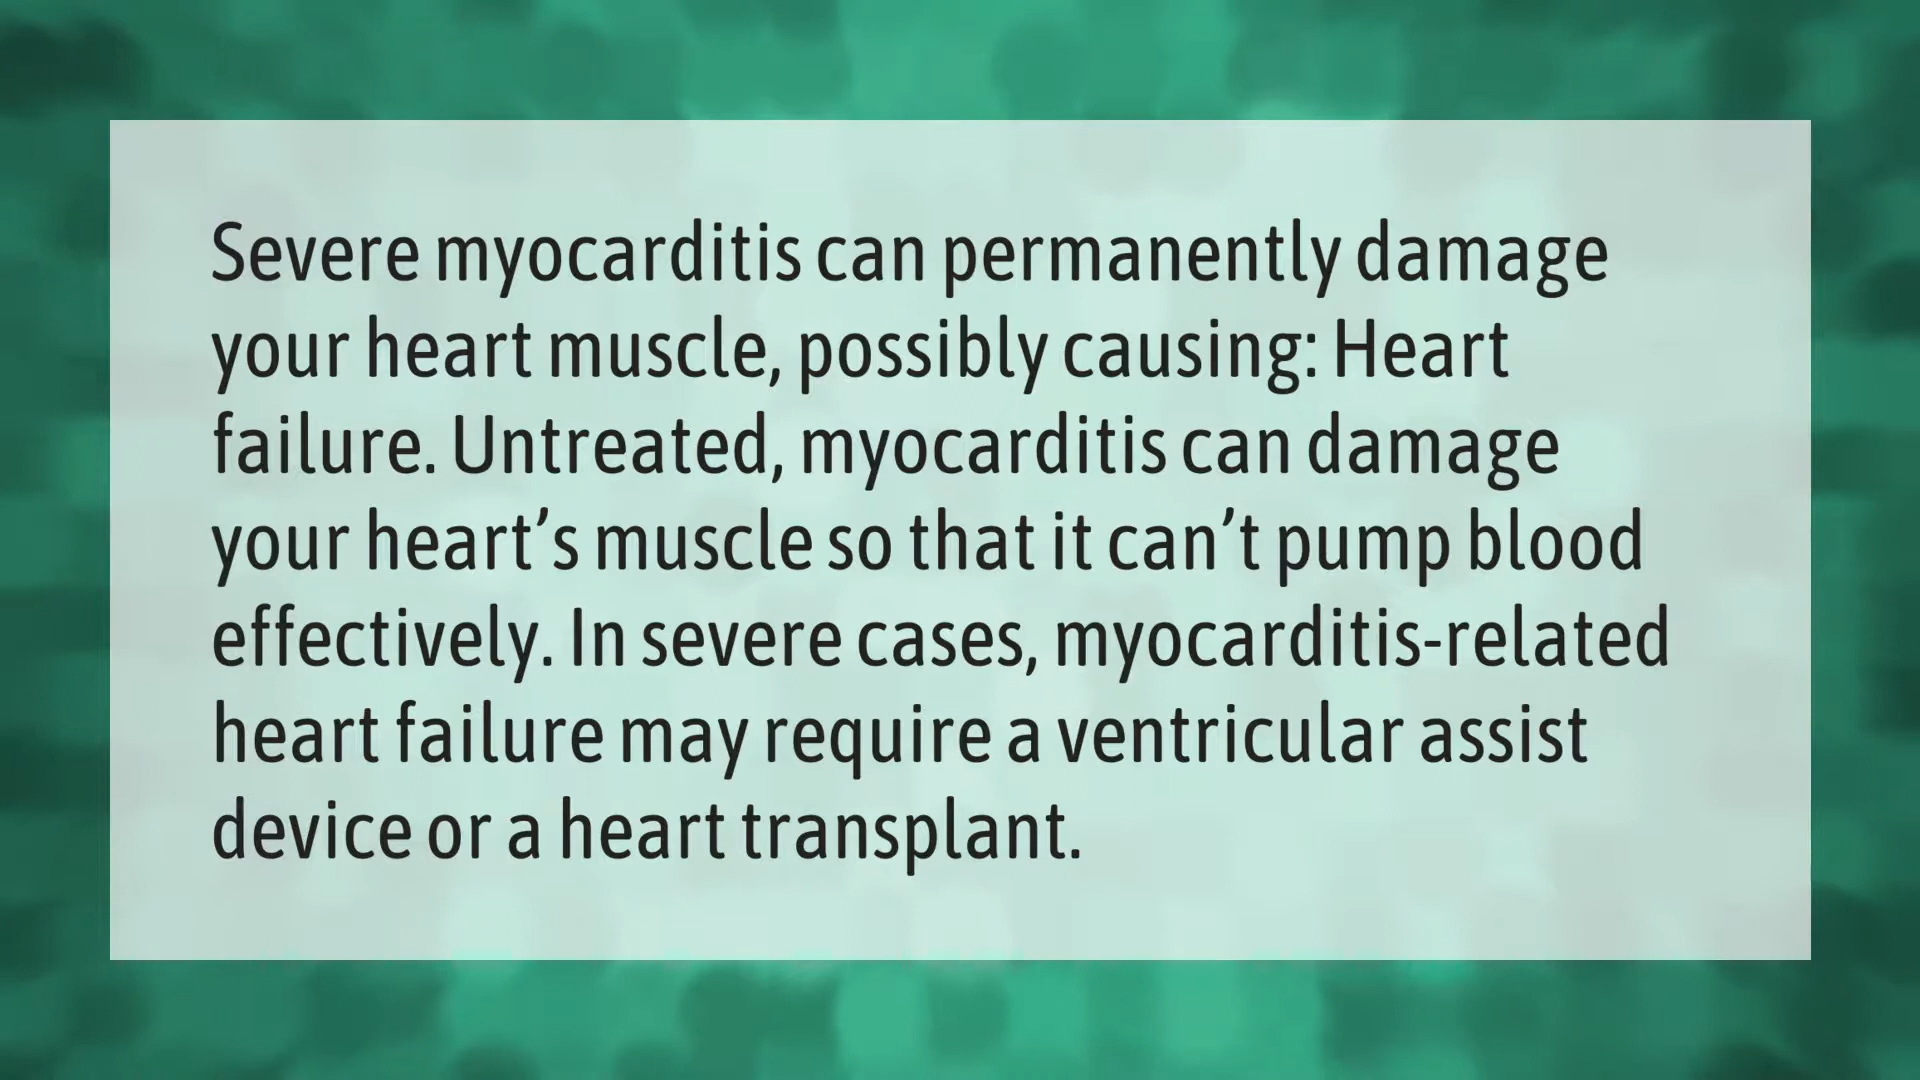 Severe myocarditis can permanently damage
your heart muscle, possibly causing: Heart
failure. Untreated, myocarditis can damage
your heart’s muscle so that it can’t pump blood
effectively. In severe cases, myocarditis-related
heart failure may require a ventricular assist
device or a heart transplant.